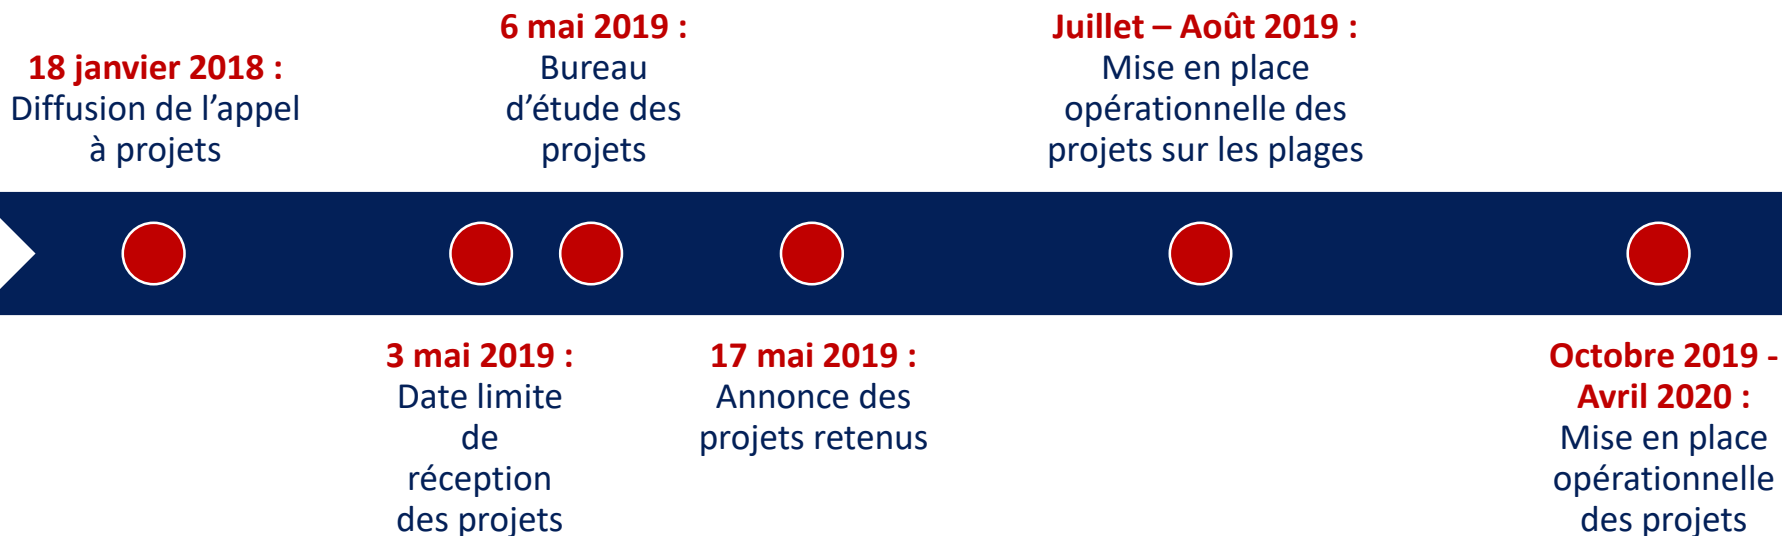 18 janvier 2018 :
Diffusion de l’appel
à projets
3 mai 2019 :
Date limite
de
réception
des projets
6 mai 2019 :
Bureau
d’étude des
projets
17 mai 2019 :
Annonce des
projets retenus
Juillet – Août 2019 :
Mise en place
opérationnelle des
projets sur les plages
Octobre 2019 -
Avril 2020 :
Mise en place
opérationnelle
des projets